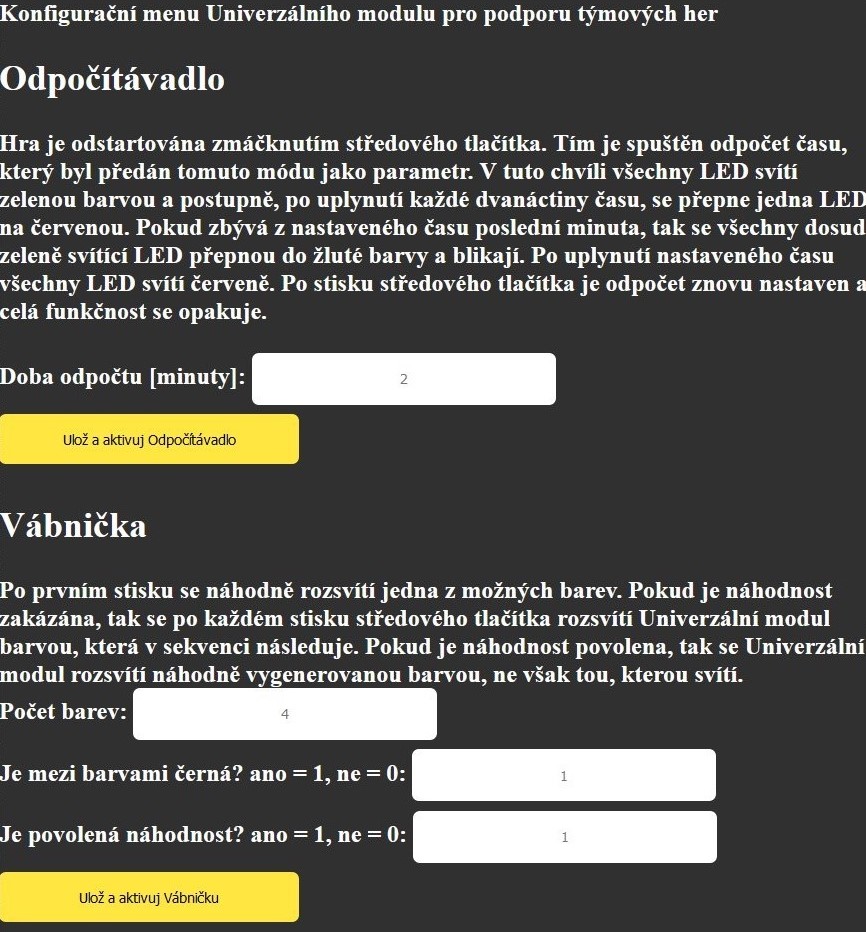 Konfigurační menu Univerzálního modulu pro podporu týmových her
Odpočítávadlo
Hra je odstartována zmáčknutím středového tlačítka. Tím je spuštěn odpočet času,
který byl předán tomuto módu jako parametr. V tuto chvíli všechny LED svítí
zelenou barvou a postupně, po uplynutí každé dvanáctiny času, se přepne jedna LED
na červenou. Pokud zbývá z nastaveného času poslední minuta, tak se všechny dosud
zeleně svítící LED přepnou do žluté barvy a blikají. Po uplynutí nastaveného času
všechny LED svítí červeně. Po stisku středového tlačítka je odpočet znovu nastaven a
celá funkčnost se opakuje.
Doba odpočtu [minuty]: 2
Ulož a aktivuj Odpočítávadlo
Vábnička
Po prvním stisku se náhodně rozsvítí jedna z možných barev. Pokud je náhodnost
zakázána, tak se po každém stisku středového tlačítka rozsvítí Univerzální modul
barvou, která v sekvenci následuje. Pokud je náhodnost povolena, tak se Univerzální
modul rozsvítí náhodně vygenerovanou barvou, ne však tou, kterou svítí.
Počet barev: 4
Je mezi barvami černá? ano = 1, ne = 0: 1
Je povolená náhodnost? ano = 1, ne = 0: 1
Ulož a aktivuj Vábničku